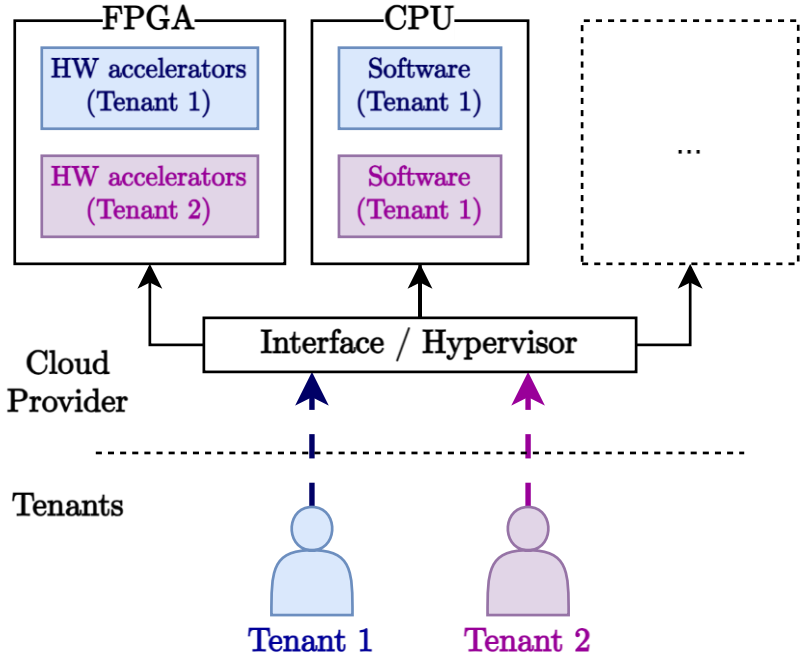 FPGA
HW accelerators
(Tenant 1)
HW accelerators
(Tenant 2)
CPU
Software
(Tenant 1)
Software
(Tenant 1)
...
Interface / Hypervisor
Cloud
Provider
Tenants
Tenant 1
Tenant 2